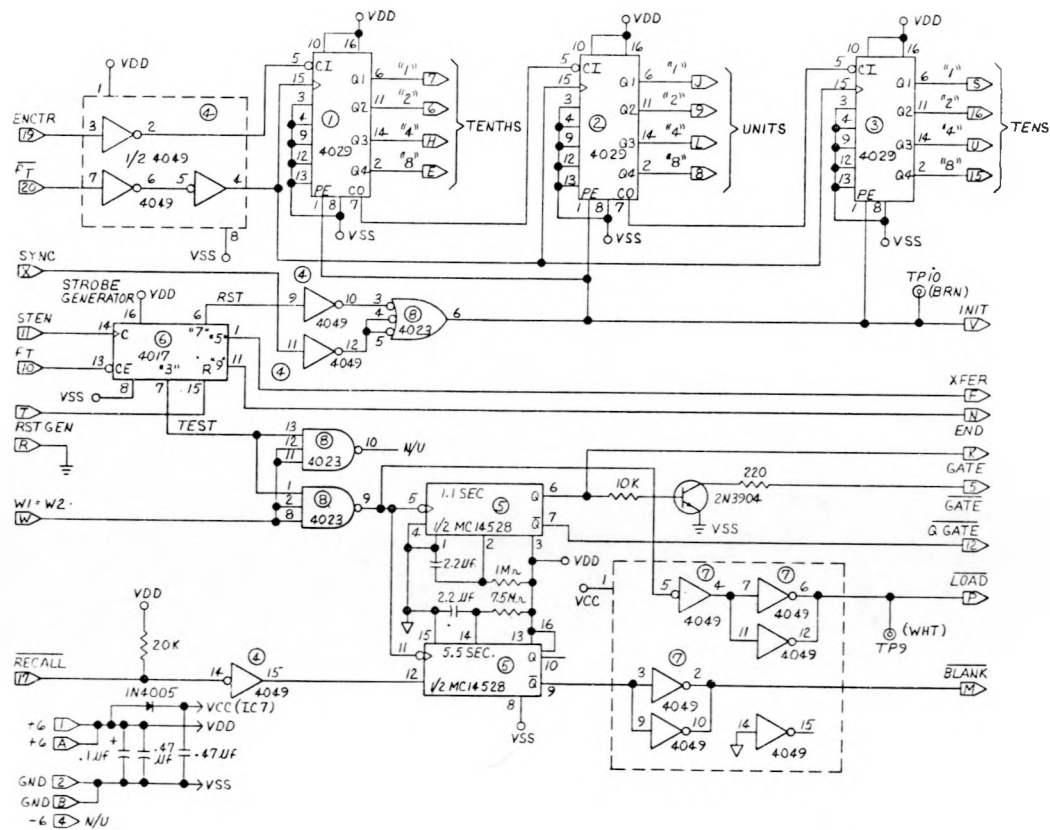 VDD VDD VDD
10 16 10 16 10 16
VDD
1
ENCTR
19
3 2
④
1/2 4049
FT
20
7 6 5 4
4049
8
VSS
5 CI
15
3
4
9
12
13
①
4029
Q1 6 "1" 7
Q2 11 "2" 6
Q3 14 "4" H
Q4 2 "8" E
TENTHS
PE CO
1 8 7
VSS
5 CI
15
3
4
9
12
13
②
4029
Q1 6 "1" J
Q2 11 "2" 9
Q3 14 "4" L
Q4 2 "8" 8
UNITS
PE CO
1 8 7
VSS
5 CI
15
3
4
9
12
13
③
4029
Q1 6 "1" S
Q2 11 "2" 16
Q3 14 "4" U
Q4 2 "8" 15
TENS
PE
1 8
VSS
SYNC
X
STROBE
GENERATOR
VDD
16 6 RST
④
9 10
4049
3
4
5
⑧
4023
6
TP10
(BRN)
INIT
V
STEN
11
14 C "7" "5" 1
⑥
4017
FT
10
13 CE "3" R "9" 11
8 7 15
VSS
11 12
4049
④
XFER
F
N
END
T
RST GEN
R
TEST
13
12
11
⑧
4023
10 N/U
K
GATE
W1=W2
W
1
2
8
⑧
4023
9
5 1.1 SEC ⑤ Q 6
1/2 MC14528 Q 7
4 1 2 3
10K
2N3904
VSS
220
5
GATE
Q GATE
12
VDD
2.2µf
1MΩ
2.2µf
7.5MΩ
VCC 1
⑦ ⑦
5 4 7 6
4049 4049
11 12
4049
LOAD
P
(WHT)
TP9
VDD
20K
RECALL
17
④
14 15
4049
15 14 13 16
11 5.5 SEC. ⑤ Q 10
12 1/2 MC14528 Q 9
8
VSS
⑦
3 2
4049
9 10
4049
14 15
BLANK
M
1N4005
VCC (IC7)
+6 1
VDD
+6 A
+
.1µf .47µf .47µf
GND 2
VSS
GND B
-6 4 N/U